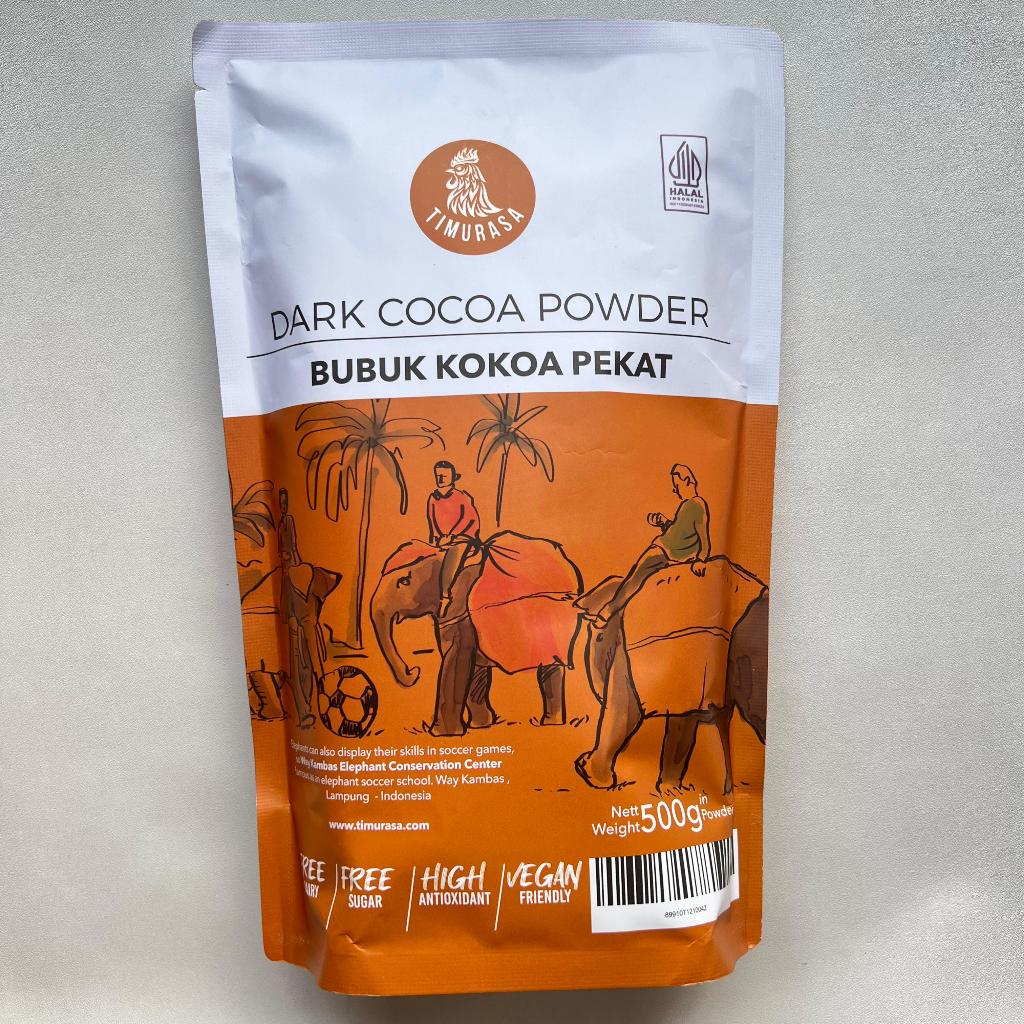 TIMURASA
HALAL
INDONESIA
DARK COCOA POWDER
BUBUK KOKOA PEKAT
can also display their skills in soccer games,
Way Kambas Elephant Conservation Center
as an elephant soccer school. Way Kambas ,
Lampung - Indonesia
www.timurasa.com
Nett Weight 500g in Powder
FREE SUGAR
HIGH ANTIOXIDANT
VEGAN FRIENDLY
8991071210042